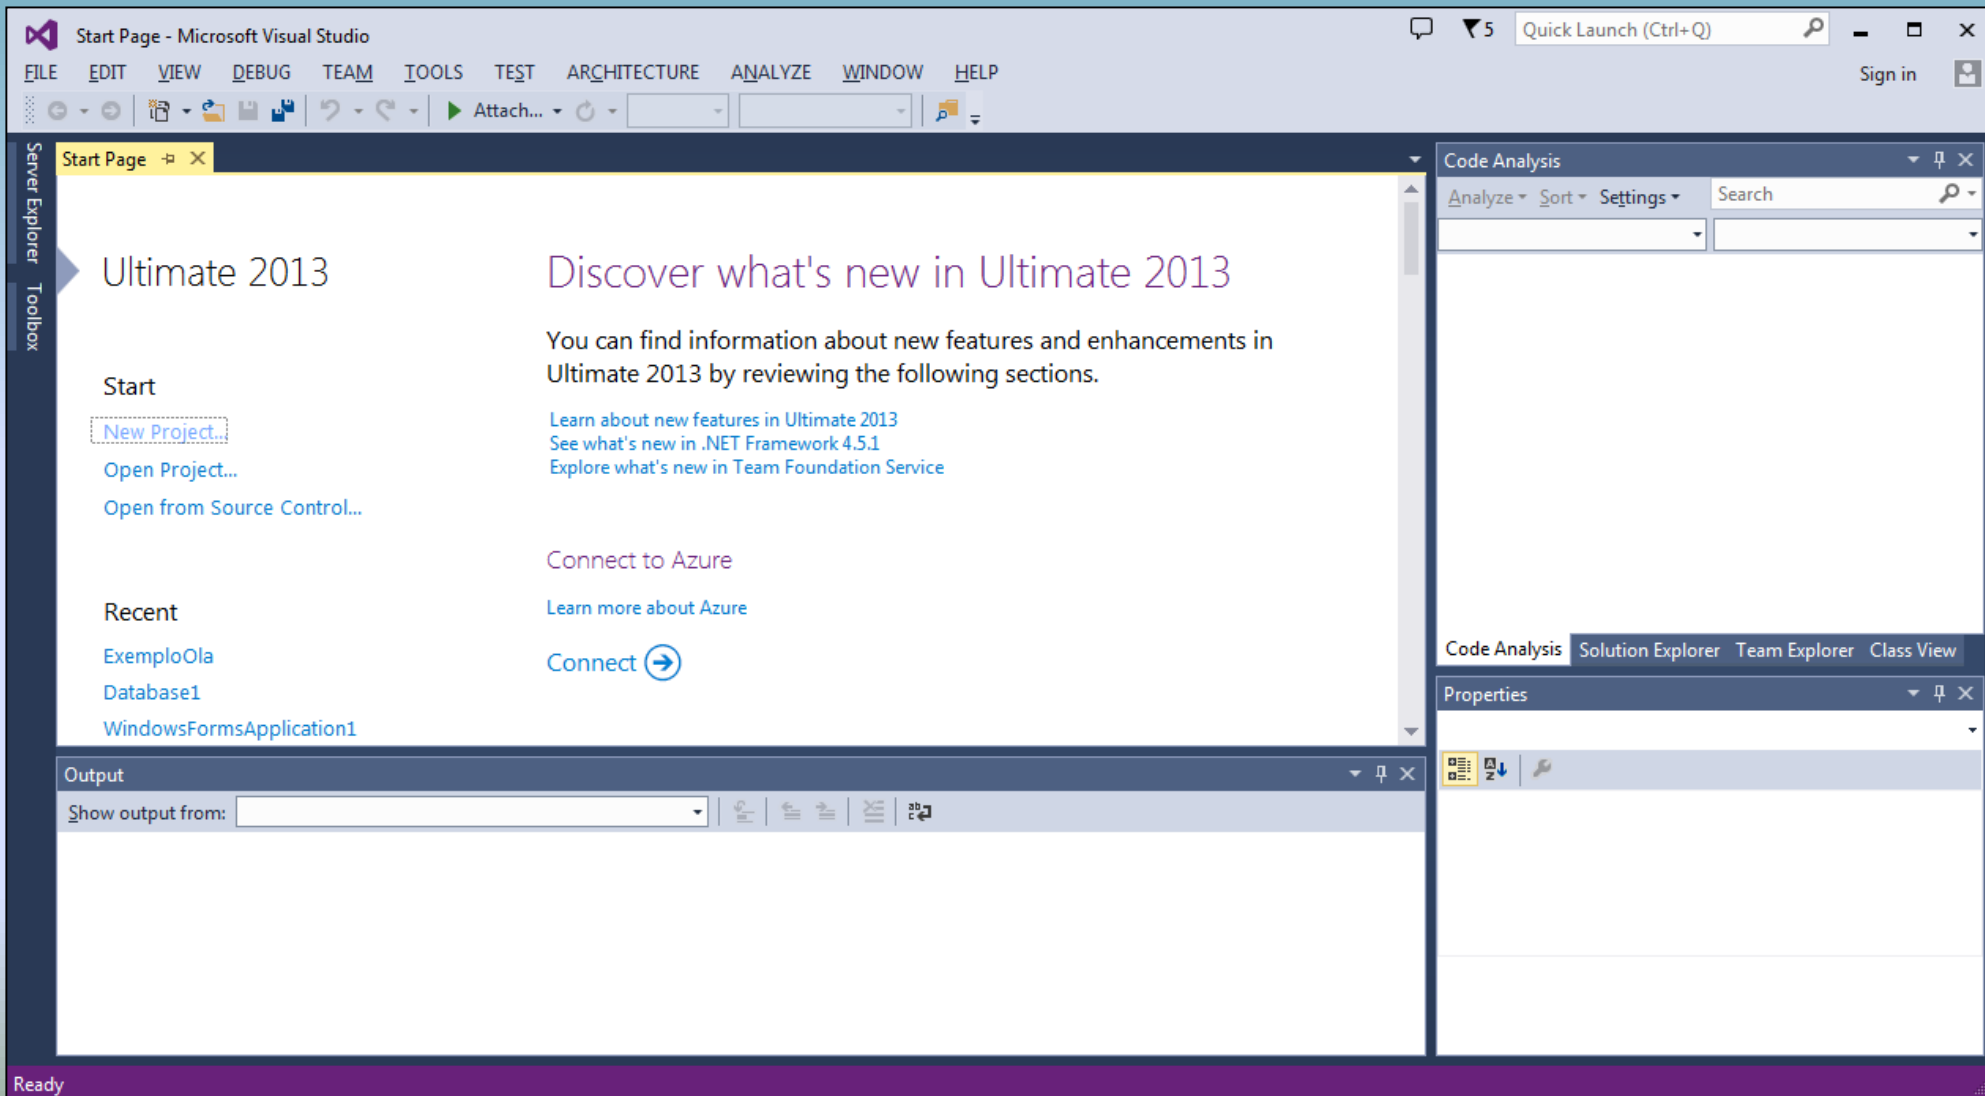 Start Page - Microsoft Visual Studio
5
Quick Launch (Ctrl+Q)
FILE EDIT VIEW DEBUG TEAM TOOLS TEST ARCHITECTURE ANALYZE WINDOW HELP
Sign in
Attach...
Server Explorer
Toolbox
Start Page
Ultimate 2013
Start
New Project...
Open Project...
Open from Source Control...
Recent
ExemploOla
Database1
WindowsFormsApplication1
Discover what's new in Ultimate 2013
You can find information about new features and enhancements in
Ultimate 2013 by reviewing the following sections.
Learn about new features in Ultimate 2013
See what's new in .NET Framework 4.5.1
Explore what's new in Team Foundation Service
Connect to Azure
Learn more about Azure
Connect
Code Analysis
Analyze Sort Settings Search
Code Analysis Solution Explorer Team Explorer Class View
Properties
Output
Show output from:
Ready